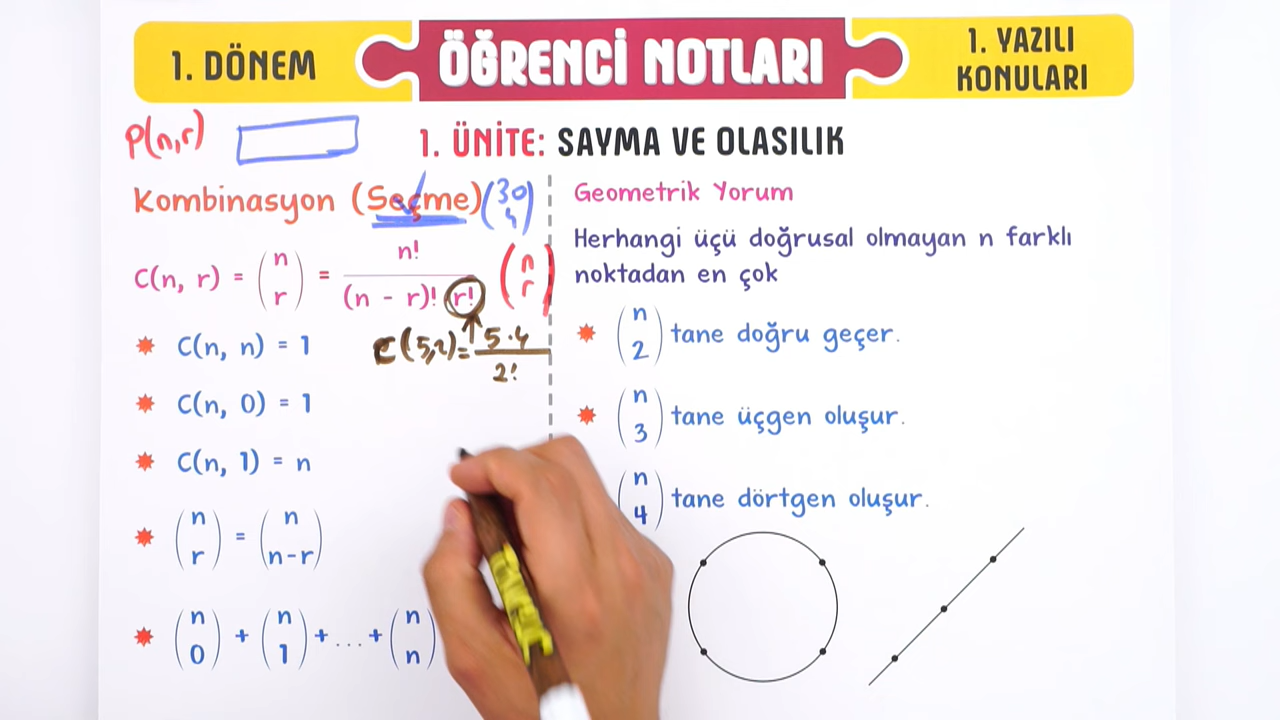 1. DÖNEM
ÖĞRENCİ NOTLARI
1. YAZILI
KONULARI
P(n,r)
1. ÜNİTE: SAYMA VE OLASILIK
Kombinasyon (Seçme)
(30 4)
C(n, r) = (n r) = n! / (n - r)! r!
(n r)
C(5,2) = 5·4 / 2!
C(n, n) = 1
C(n, 0) = 1
C(n, 1) = n
(n r) = (n n-r)
(n 0) + (n 1) + ... + (n n)
Geometrik Yorum
Herhangi üçü doğrusal olmayan n farklı
noktadan en çok
(n 2) tane doğru geçer.
(n 3) tane üçgen oluşur.
(n 4) tane dörtgen oluşur.